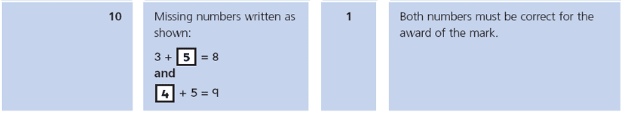 10
Missing numbers written as
shown:
3 + 5 = 8
and
4 + 5 = 9
1
Both numbers must be correct for the
award of the mark.